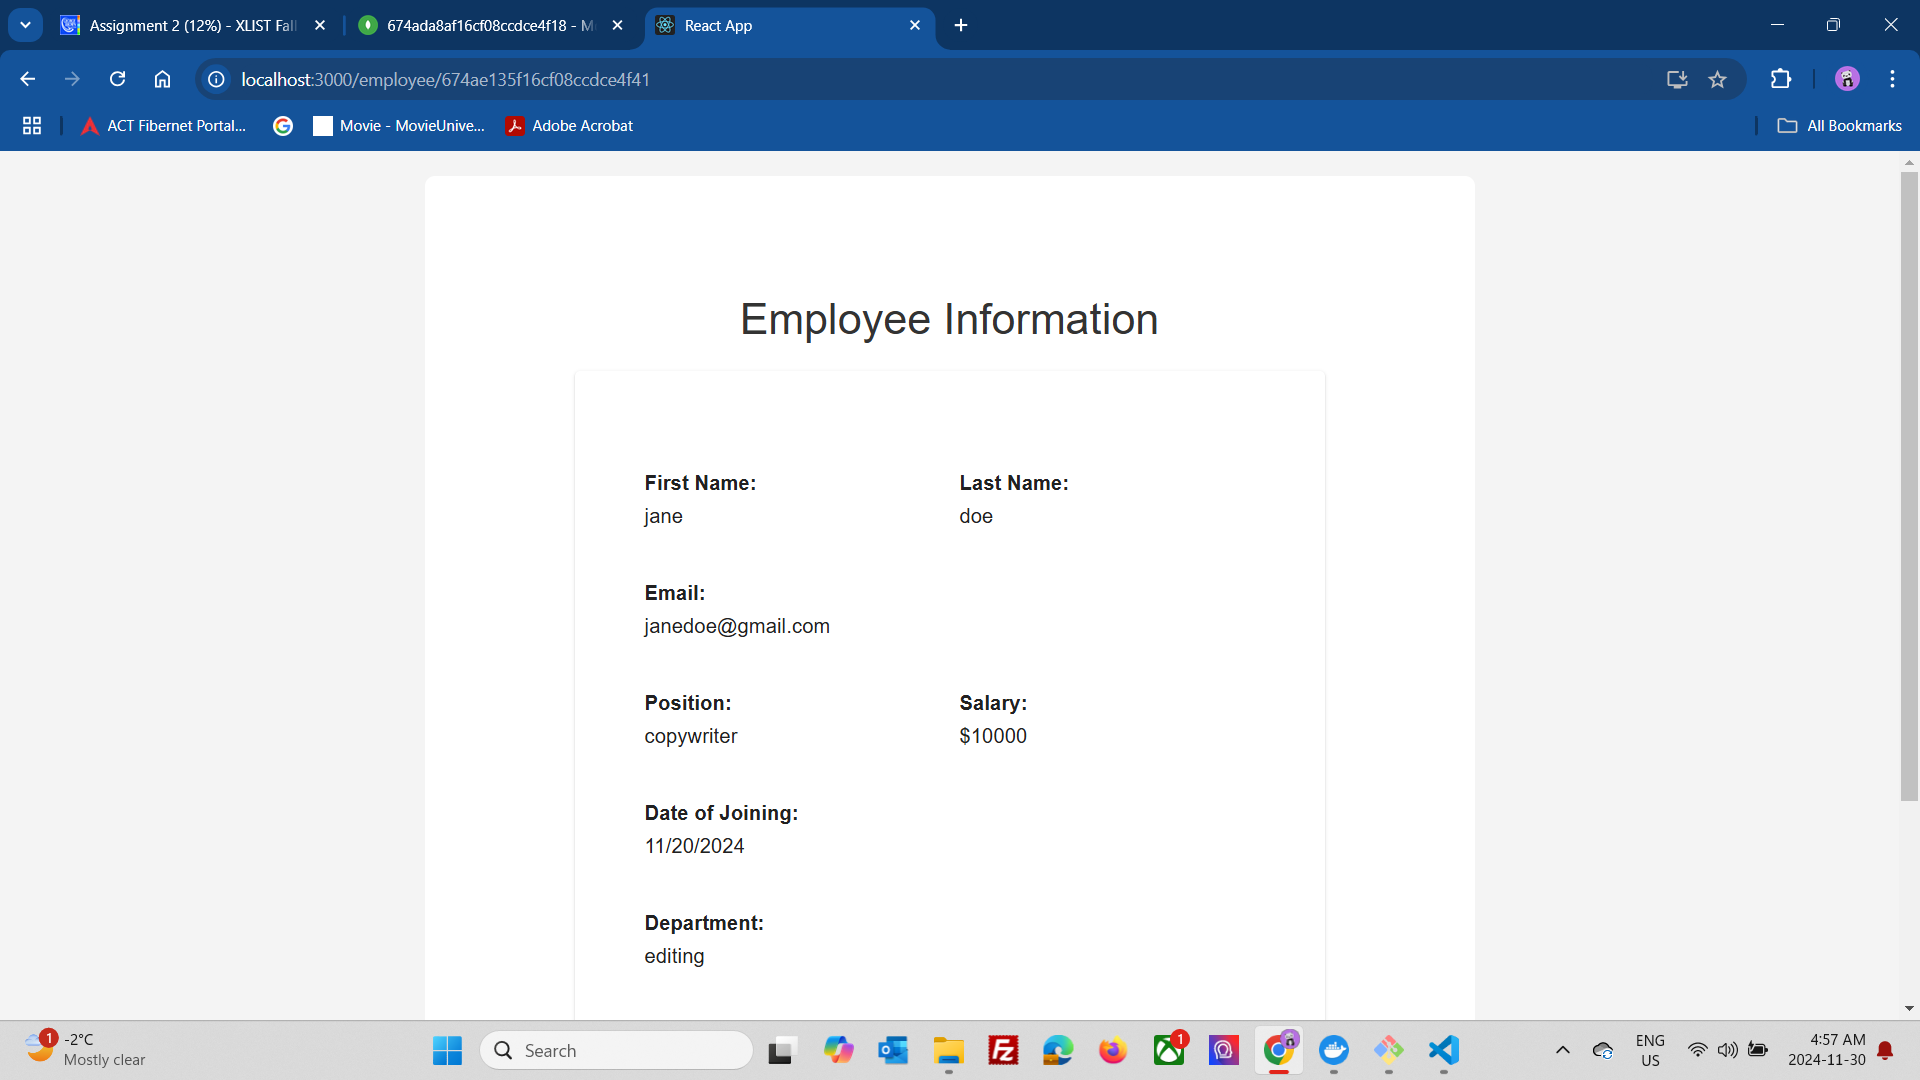 Assignment 2 (12%) - XLIST Fall
674ada8af16cf08ccdce4f18 - M
React App
localhost:3000/employee/674ae135f16cf08ccdce4f41
ACT Fibernet Portal...
Movie - MovieUnive...
Adobe Acrobat
All Bookmarks
Employee Information
First Name:
Last Name:
jane
doe
Email:
janedoe@gmail.com
Position:
Salary:
copywriter
$10000
Date of Joining:
11/20/2024
Department:
editing
1
-2°C
Mostly clear
Search
1
ENG
US
4:57 AM
2024-11-30